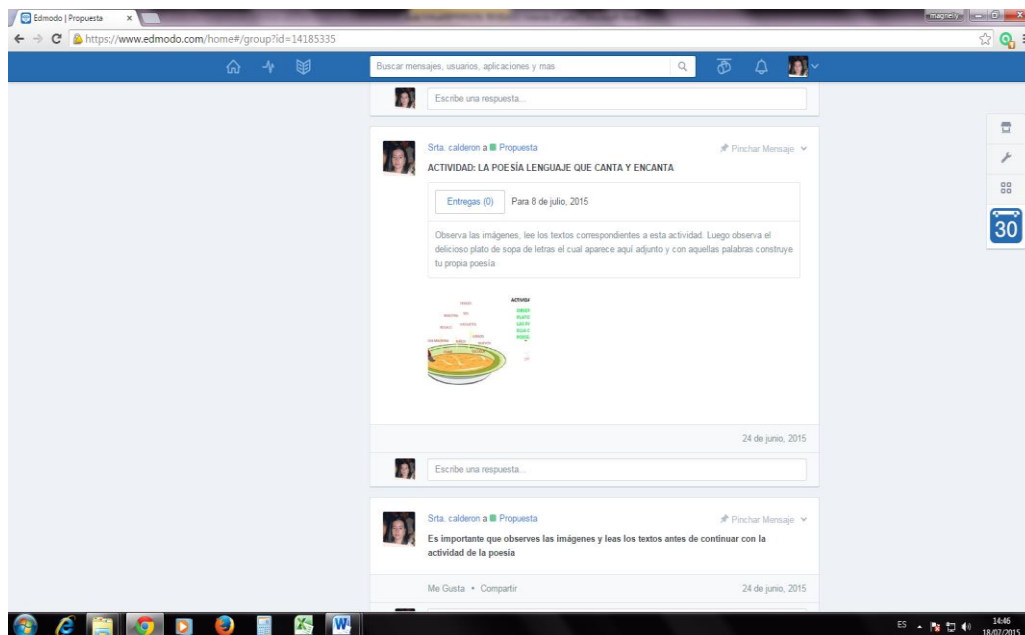 Edmodo | Propuesta
magnelly
https://www.edmodo.com/home#/group?id=14185335
Buscar mensajes, usuarios, aplicaciones y mas
Escribe una respuesta...
Srta. calderon a Propuesta
Pinchar Mensaje
ACTIVIDAD: LA POESÍA LENGUAJE QUE CANTA Y ENCANTA
Entregas (0) Para 8 de julio, 2015
Observa las imágenes, lee los textos correspondientes a esta actividad. Luego observa el
delicioso plato de sopa de letras el cual aparece aquí adjunto y con aquellas palabras construye
tu propia poesía
30
24 de junio, 2015
Escribe una respuesta...
Srta. calderon a Propuesta
Pinchar Mensaje
Es importante que observes las imágenes y leas los textos antes de continuar con la
actividad de la poesía
Me Gusta • Compartir
24 de junio, 2015
ES
14:46
18/07/2015